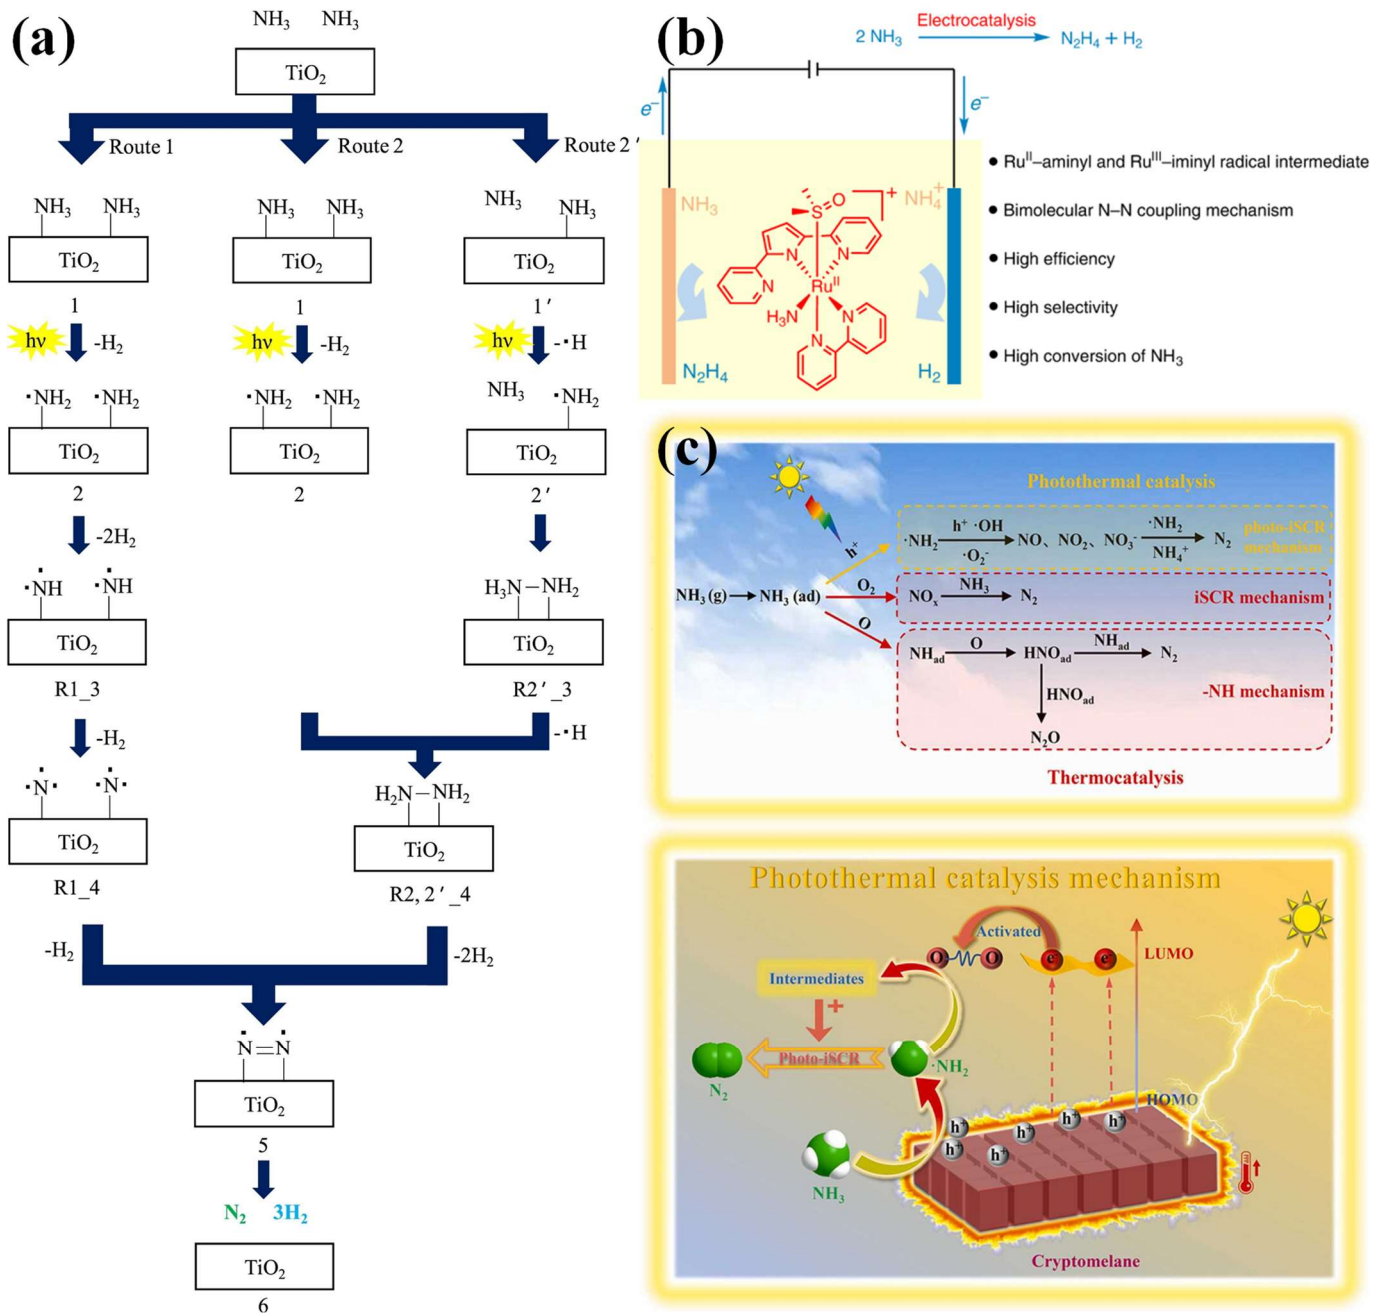 (a)
NH₃ NH₃
TiO₂
Route 1
Route 2
Route 2 ′
NH₃ NH₃
TiO₂
1
NH₃ NH₃
TiO₂
1
NH₃
NH₃
TiO₂
1′
hν
-H₂
hν
-H₂
hν
-·H
·NH₂ ·NH₂
TiO₂
2
·NH₂ ·NH₂
TiO₂
2
NH₃ ·NH₂
TiO₂
2′
-2H₂
·ṄH ·ṄH
TiO₂
R1_3
H₃N–NH₂
TiO₂
R2′_3
-H₂
-·H
·Ṅ· ·Ṅ·
TiO₂
R1_4
H₂N–NH₂
TiO₂
R2, 2′_4
-H₂
-2H₂
Ṅ=Ṅ
TiO₂
5
N₂ 3H₂
TiO₂
6
(b)
2 NH₃ Electrocatalysis N₂H₄ + H₂
e⁻
e⁻
NH₃
N₂H₄
NH₄⁺
H₂
S O
+
N N
N
Ruᴵᴵ
H₃N
N
N
● Ruᴵᴵ–aminyl and Ruᴵᴵᴵ–iminyl radical intermediate
● Bimolecular N–N coupling mechanism
● High efficiency
● High selectivity
● High conversion of NH₃
(c)
Photothermal catalysis
h⁺
·NH₂ h⁺ ·OH ·O₂⁻ NO、NO₂、NO₃⁻ ·NH₂ NH₄⁺ N₂
photo-iSCR
mechanism
NH₃ (g) NH₃ (ad)
O₂
NOₓ NH₃ N₂
iSCR mechanism
O
NH_ad O HNO_ad NH_ad N₂
HNO_ad
N₂O
-NH mechanism
Thermocatalysis
Photothermal catalysis mechanism
Activated
O O
e⁻ e⁻
LUMO
Intermediates
+
Photo-iSCR
N₂
·NH₂
HOMO
h⁺ h⁺ h⁺ h⁺ h⁺ h⁺
NH₃
Cryptomelane